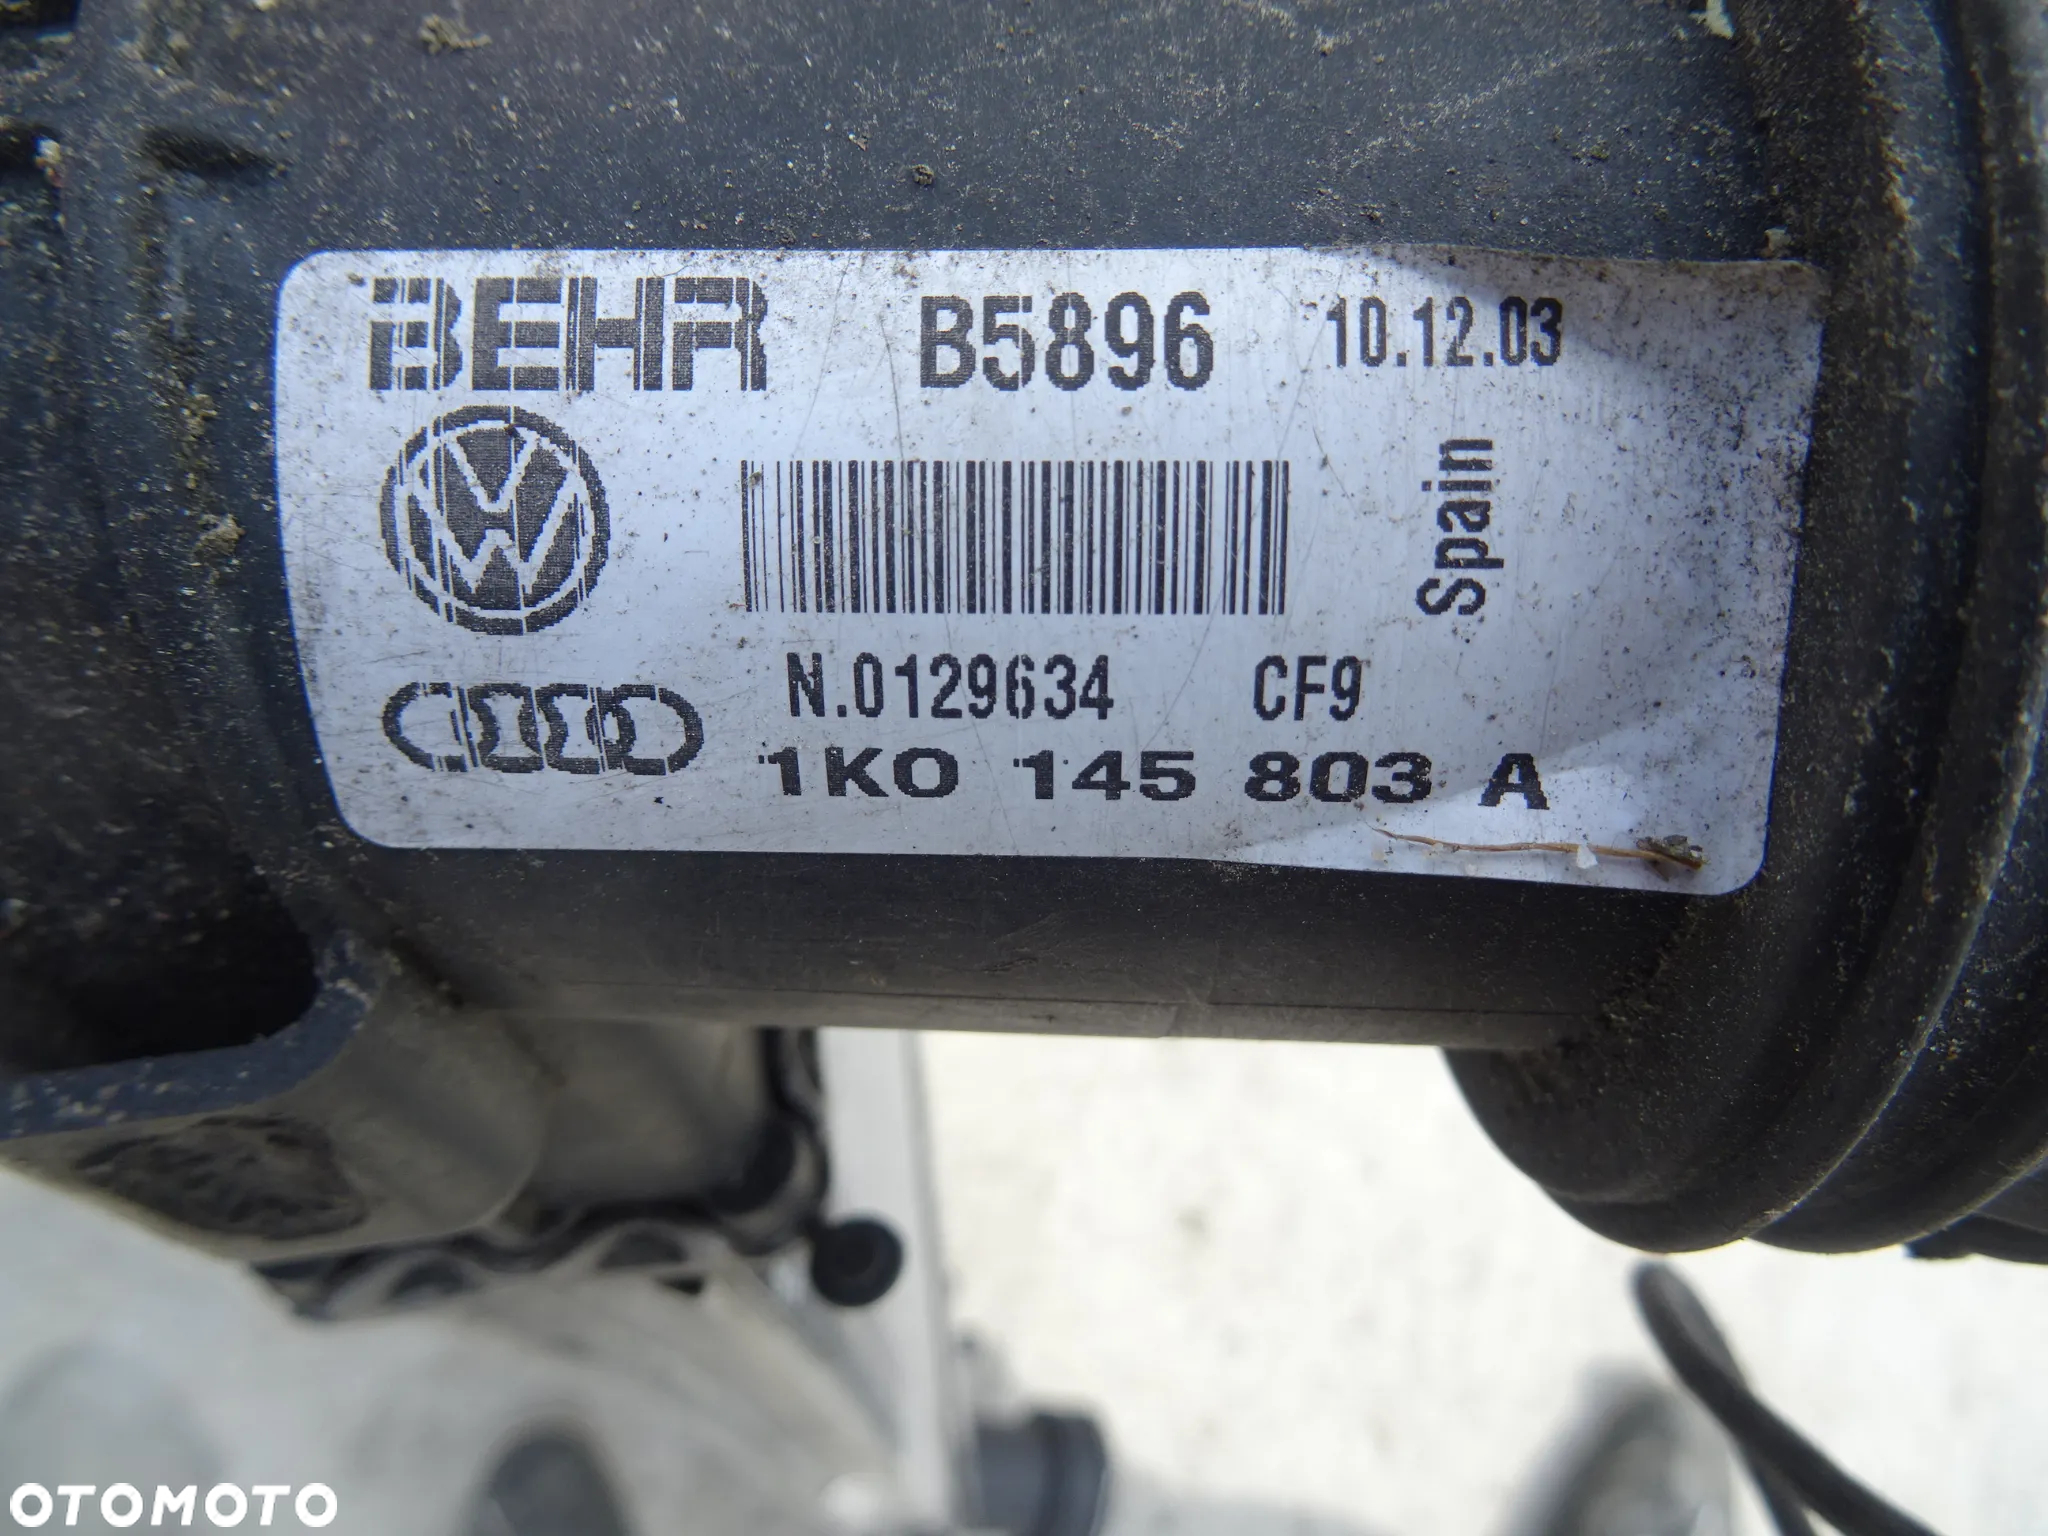 BEHR B5896 10.12.03
Spain
N.0129634 CF9
1K0 145 803 A
OTOMOTO